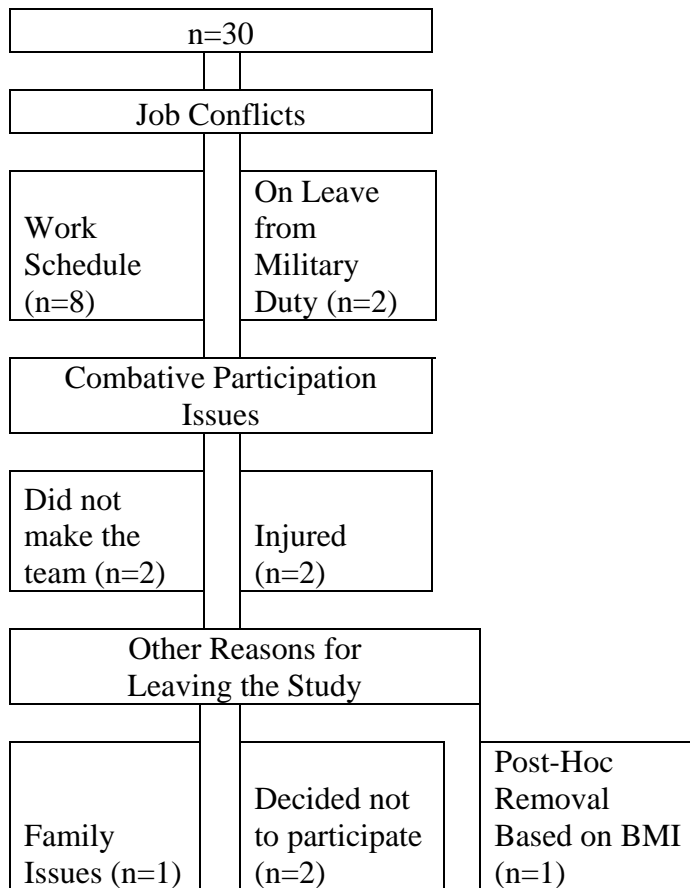 n=30
Job Conflicts
Work
Schedule
(n=8)
On Leave
from
Military
Duty (n=2)
Combative Participation
Issues
Did not
make the
team (n=2)
Injured
(n=2)
Other Reasons for
Leaving the Study
Family
Issues (n=1)
Decided not
to participate
(n=2)
Post-Hoc
Removal
Based on BMI
(n=1)